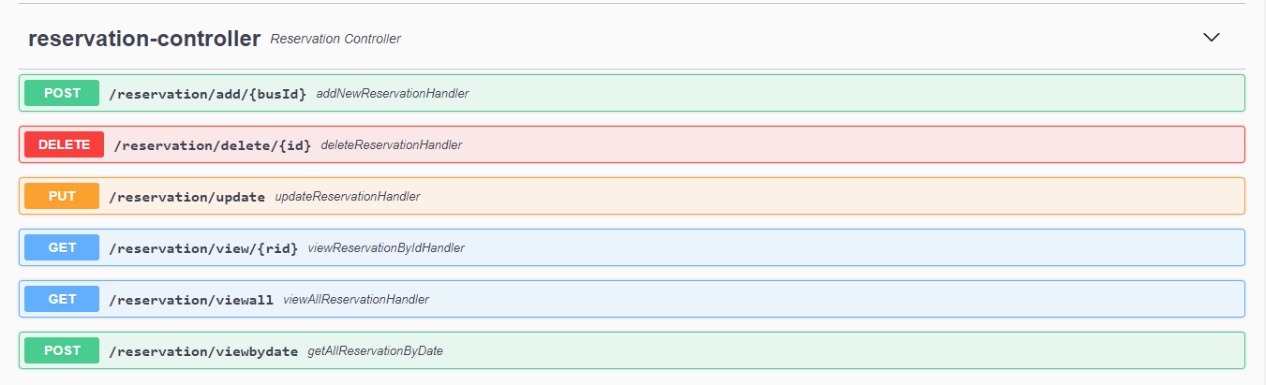 reservation-controller Reservation Controller
POST /reservation/add/{busId} addNewReservationHandler
DELETE /reservation/delete/{id} deleteReservationHandler
PUT /reservation/update updateReservationHandler
GET /reservation/view/{rid} viewReservationByIdHandler
GET /reservation/viewall viewAllReservationHandler
POST /reservation/viewbydate getAllReservationByDate